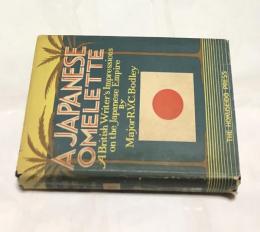 A JAPANESE
OMELETTE
A British Writer's Impressions
on the Japanese Empire
By
Major R.V.C. Bodley
THE HOKUSEIDO PRESS